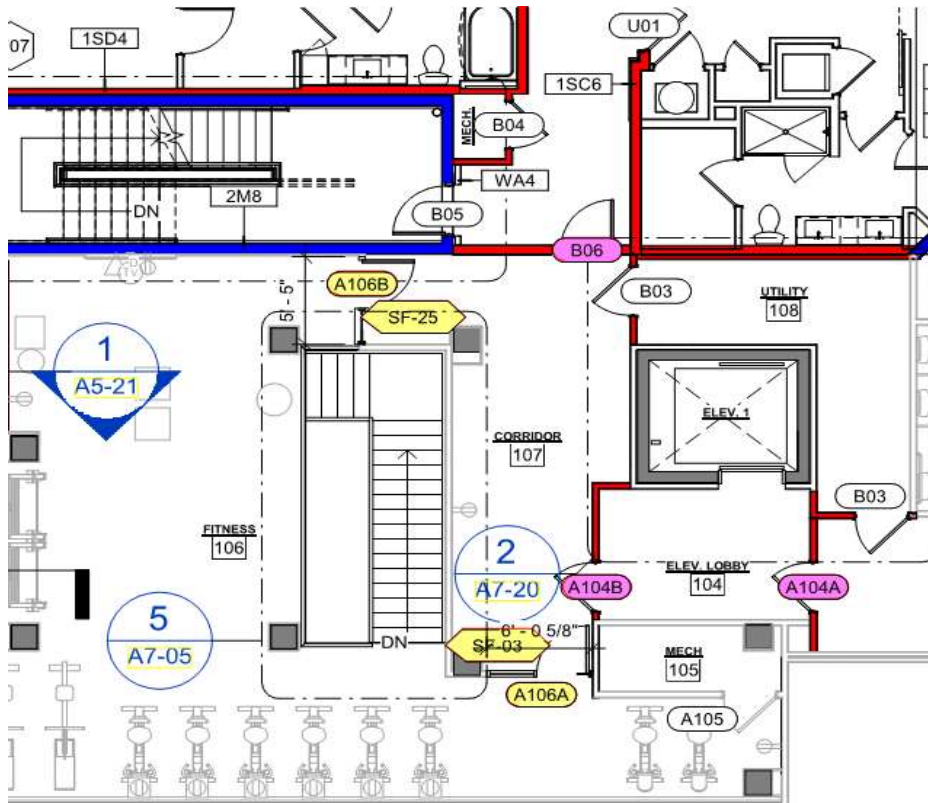 07
1SD4
U01
1SC6
MECH.
B04
WA4
2M8
DN
B05
B06
A106B
SF-25
5' - 5"
B03
UTILITY
108
1
A5-21
ELEV. 1
CORRIDOR
107
B03
FITNESS
106
2
A7-20
A104B
ELEV. LOBBY
104
A104A
5
A7-05
DN
SF-03
6' - 0 5/8"
MECH
105
A106A
A105